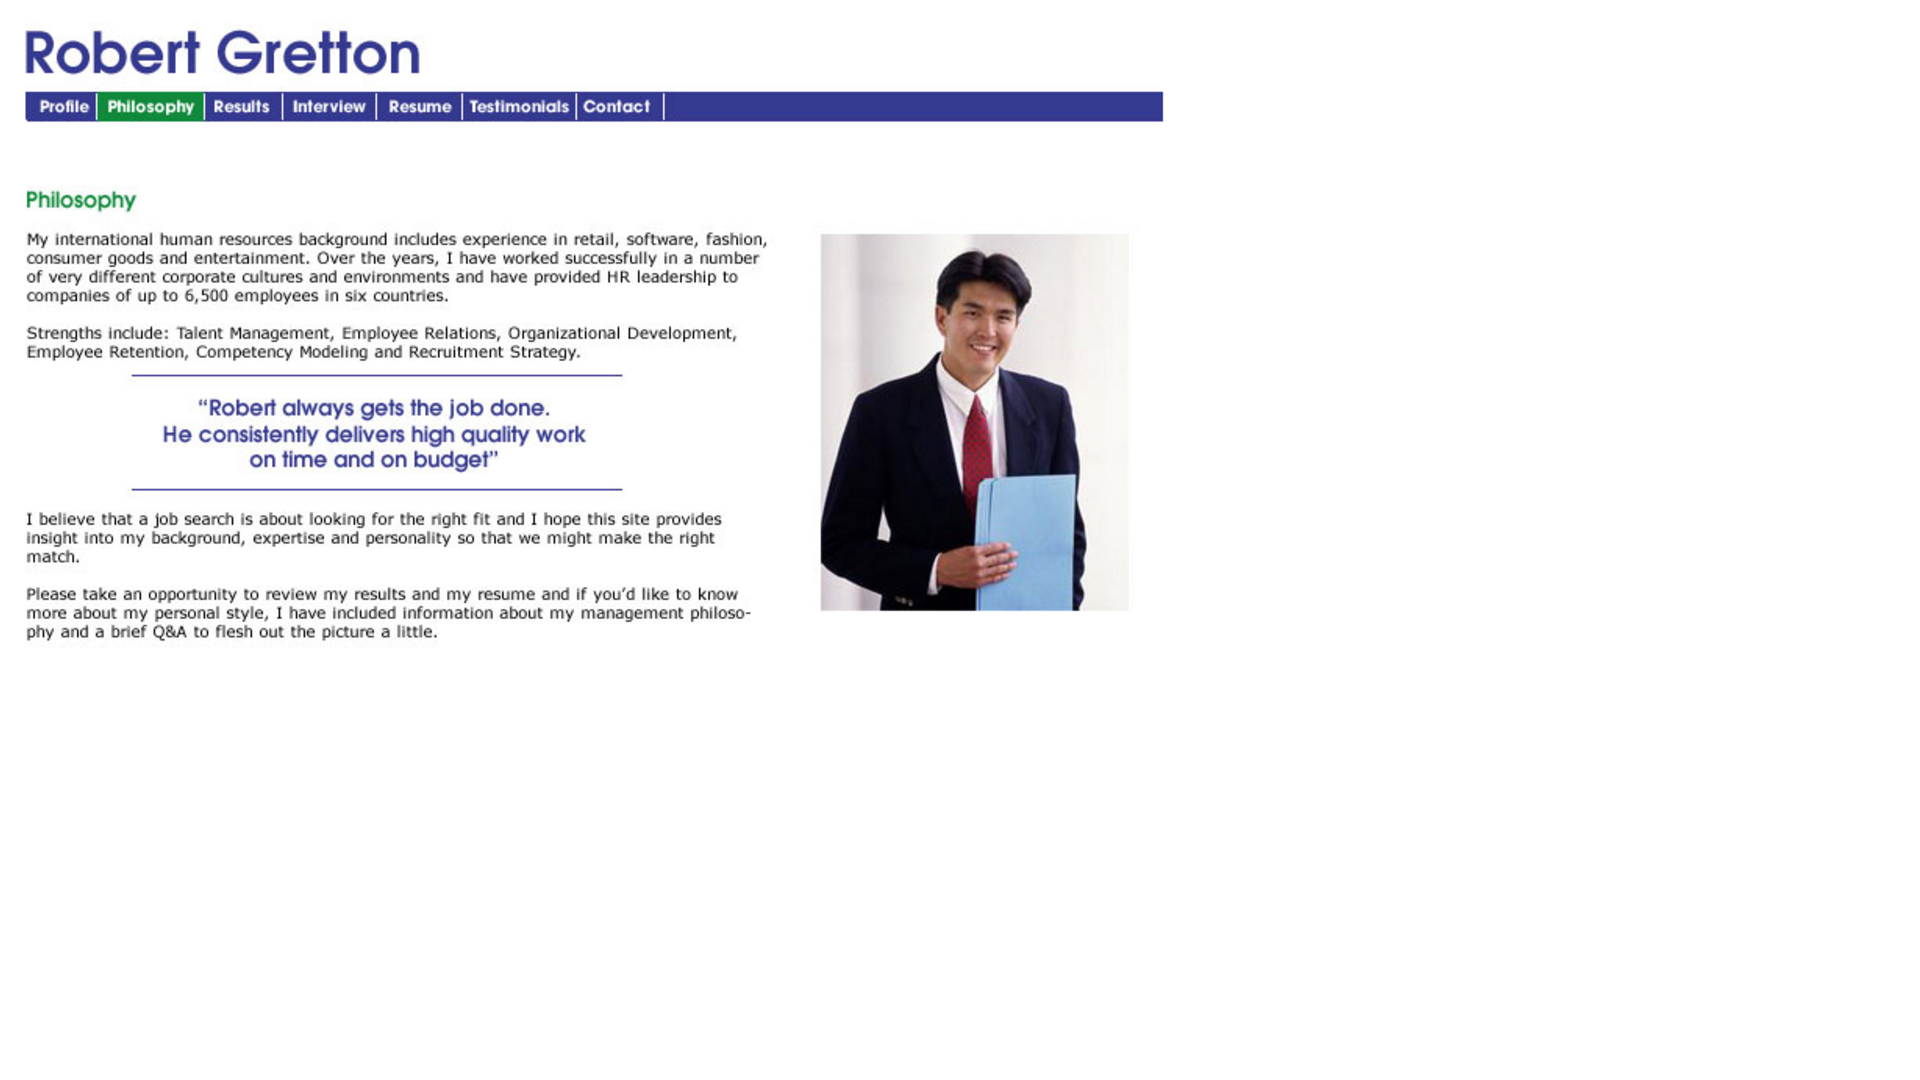 Robert Gretton
Profile Philosophy Results Interview Resume Testimonials Contact
Philosophy
My international human resources background includes experience in retail, software, fashion,
consumer goods and entertainment. Over the years, I have worked successfully in a number
of very different corporate cultures and environments and have provided HR leadership to
companies of up to 6,500 employees in six countries.
Strengths include: Talent Management, Employee Relations, Organizational Development,
Employee Retention, Competency Modeling and Recruitment Strategy.
“Robert always gets the job done.
He consistently delivers high quality work
on time and on budget”
I believe that a job search is about looking for the right fit and I hope this site provides
insight into my background, expertise and personality so that we might make the right
match.
Please take an opportunity to review my results and my resume and if you’d like to know
more about my personal style, I have included information about my management philoso-
phy and a brief Q&A to flesh out the picture a little.